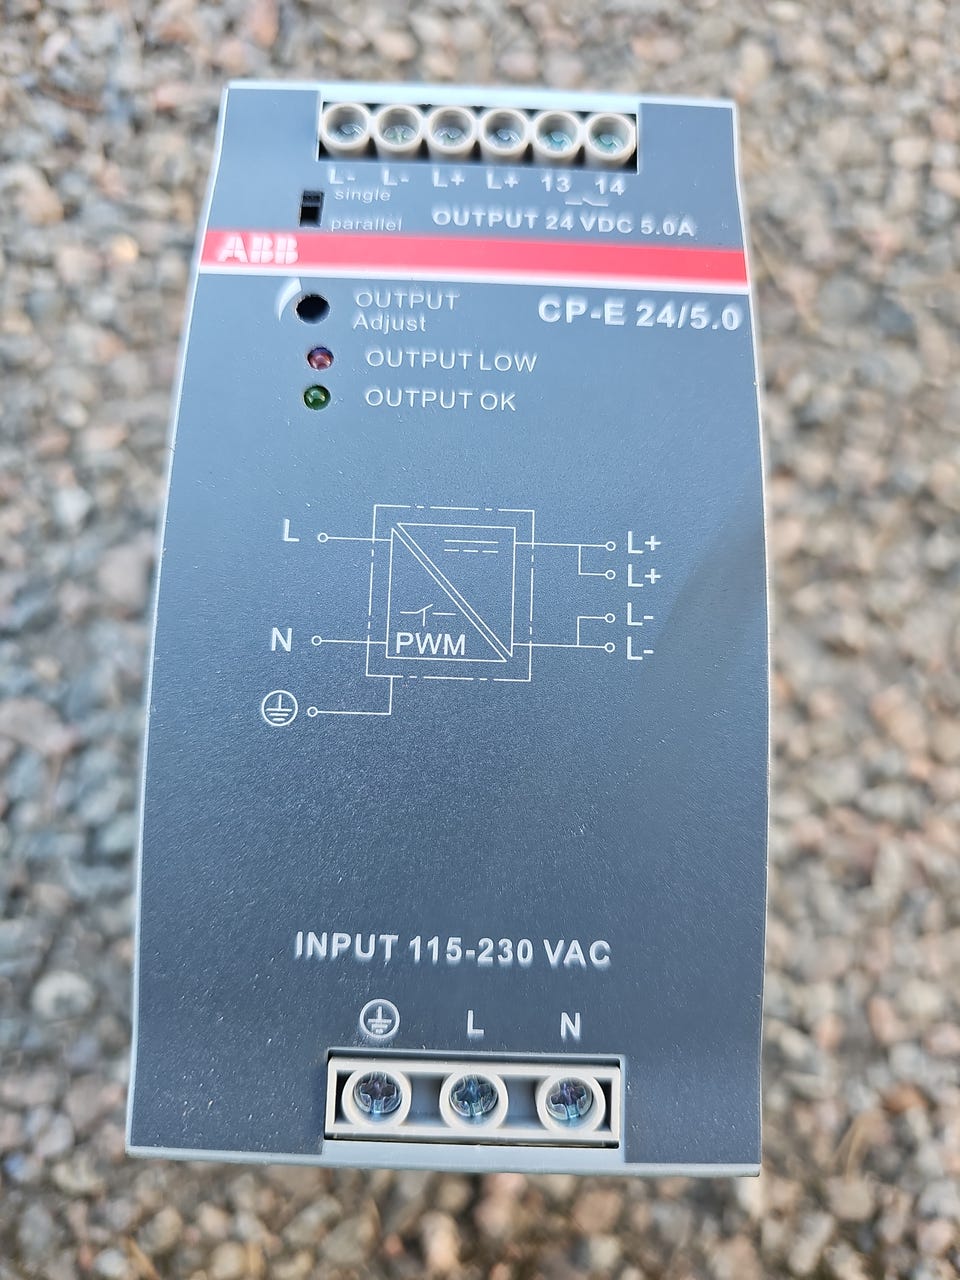 L- L- L+ L+ 13 14
single
parallel OUTPUT 24 VDC 5.0A
ABB
OUTPUT
Adjust
CP-E 24/5.0
OUTPUT LOW
OUTPUT OK
L
L+
L+
L-
N
PWM
L-
INPUT 115-230 VAC
L N